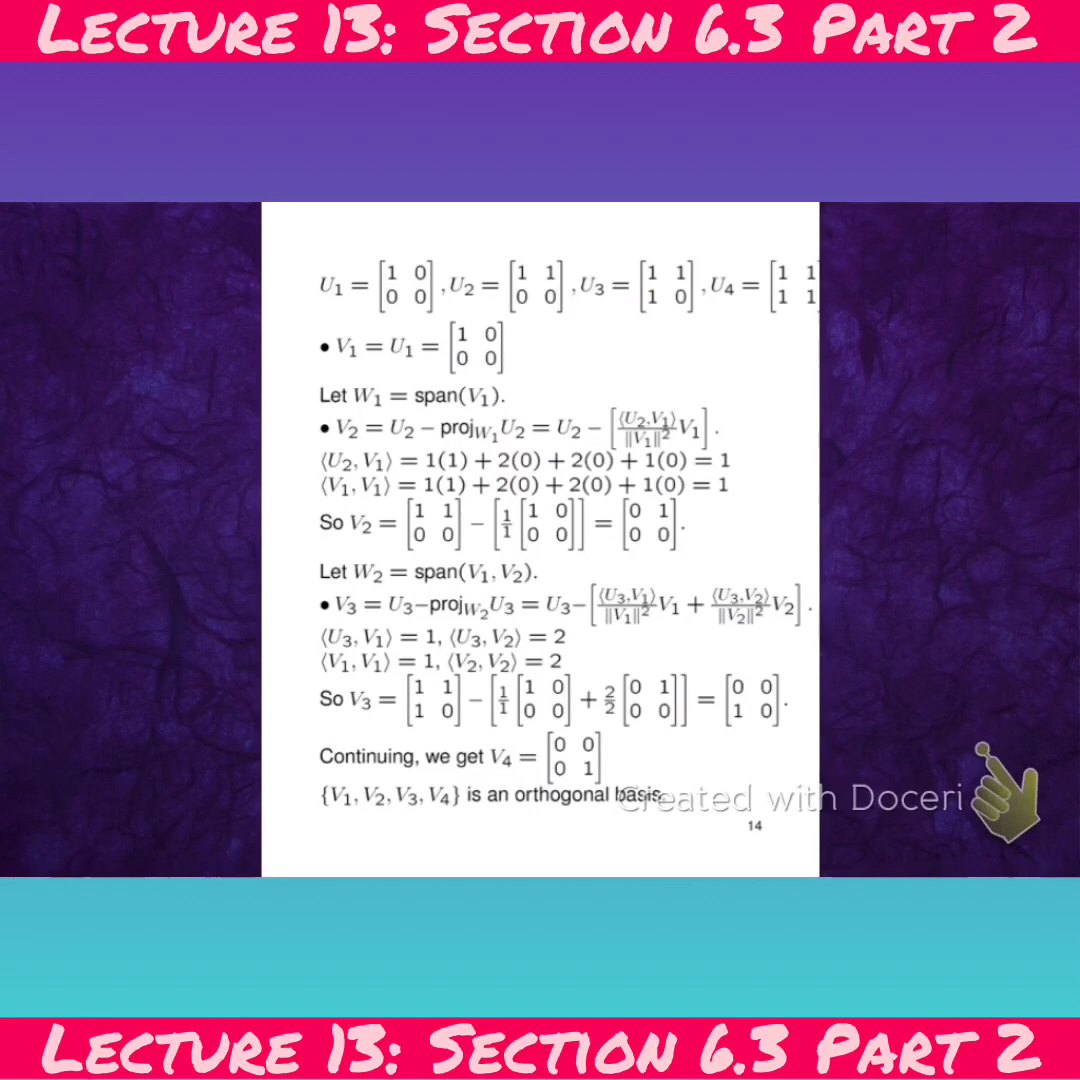 LECTURE 13: SECTION 6.3 PART 2
U₁ = [1 0; 0 0], U₂ = [1 1; 0 0], U₃ = [1 1; 1 0], U₄ = [1 1; 1 1
• V₁ = U₁ = [1 0; 0 0]
Let W₁ = span(V₁).
• V₂ = U₂ − proj_W₁ U₂ = U₂ − [⟨U₂,V₁⟩/‖V₁‖² V₁].
⟨U₂, V₁⟩ = 1(1) + 2(0) + 2(0) + 1(0) = 1
⟨V₁, V₁⟩ = 1(1) + 2(0) + 2(0) + 1(0) = 1
So V₂ = [1 1; 0 0] − [1/1 [1 0; 0 0]] = [0 1; 0 0].
Let W₂ = span(V₁, V₂).
• V₃ = U₃−proj_W₂ U₃ = U₃−[⟨U₃,V₁⟩/‖V₁‖² V₁ + ⟨U₃,V₂⟩/‖V₂‖² V₂].
⟨U₃, V₁⟩ = 1, ⟨U₃, V₂⟩ = 2
⟨V₁, V₁⟩ = 1, ⟨V₂, V₂⟩ = 2
So V₃ = [1 1; 1 0] − [1/1 [1 0; 0 0] + 2/2 [0 1; 0 0]] = [0 0; 1 0].
Continuing, we get V₄ = [0 0; 0 1]
{V₁, V₂, V₃, V₄} is an orthogonal basis.
Created with Doceri
14
LECTURE 13: SECTION 6.3 PART 2